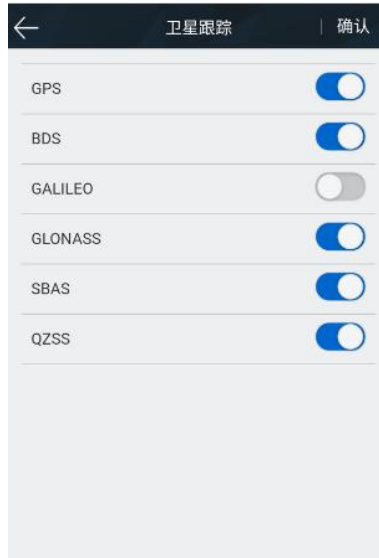 卫星跟踪 | 确认
GPS
BDS
GALILEO
GLONASS
SBAS
QZSS